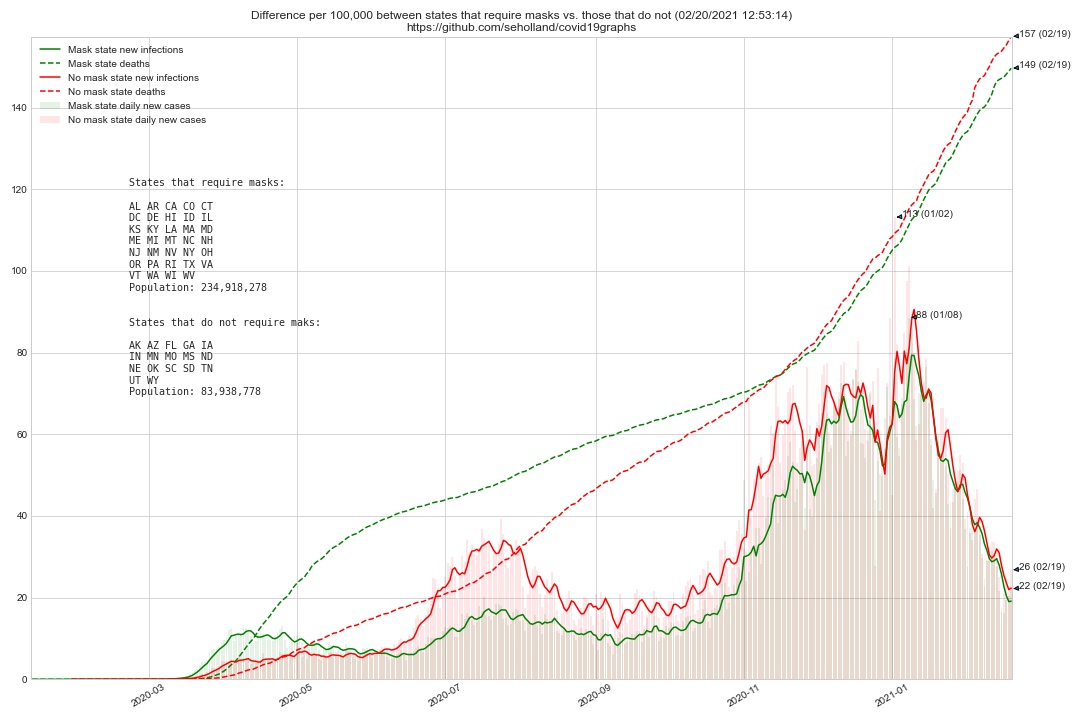 Difference per 100,000 between states that require masks vs. those that do not (02/20/2021 12:53:14)
https://github.com/seholland/covid19graphs
157 (02/19)
149 (02/19)
Mask state new infections
Mask state deaths
No mask state new infections
No mask state deaths
Mask state daily new cases
No mask state daily new cases
140
120
100
80
60
40
20
0
States that require masks:
AL AR CA CO CT
DC DE HI ID IL
KS KY LA MA MD
ME MI MT NC NH
NJ NM NV NY OH
OR PA RI TX VA
VT WA WI WV
Population: 234,918,278
States that do not require maks:
AK AZ FL GA IA
IN MN MO MS ND
NE OK SC SD TN
UT WY
Population: 83,938,778
113 (01/02)
88 (01/08)
26 (02/19)
22 (02/19)
2020-03
2020-05
2020-07
2020-09
2020-11
2021-01